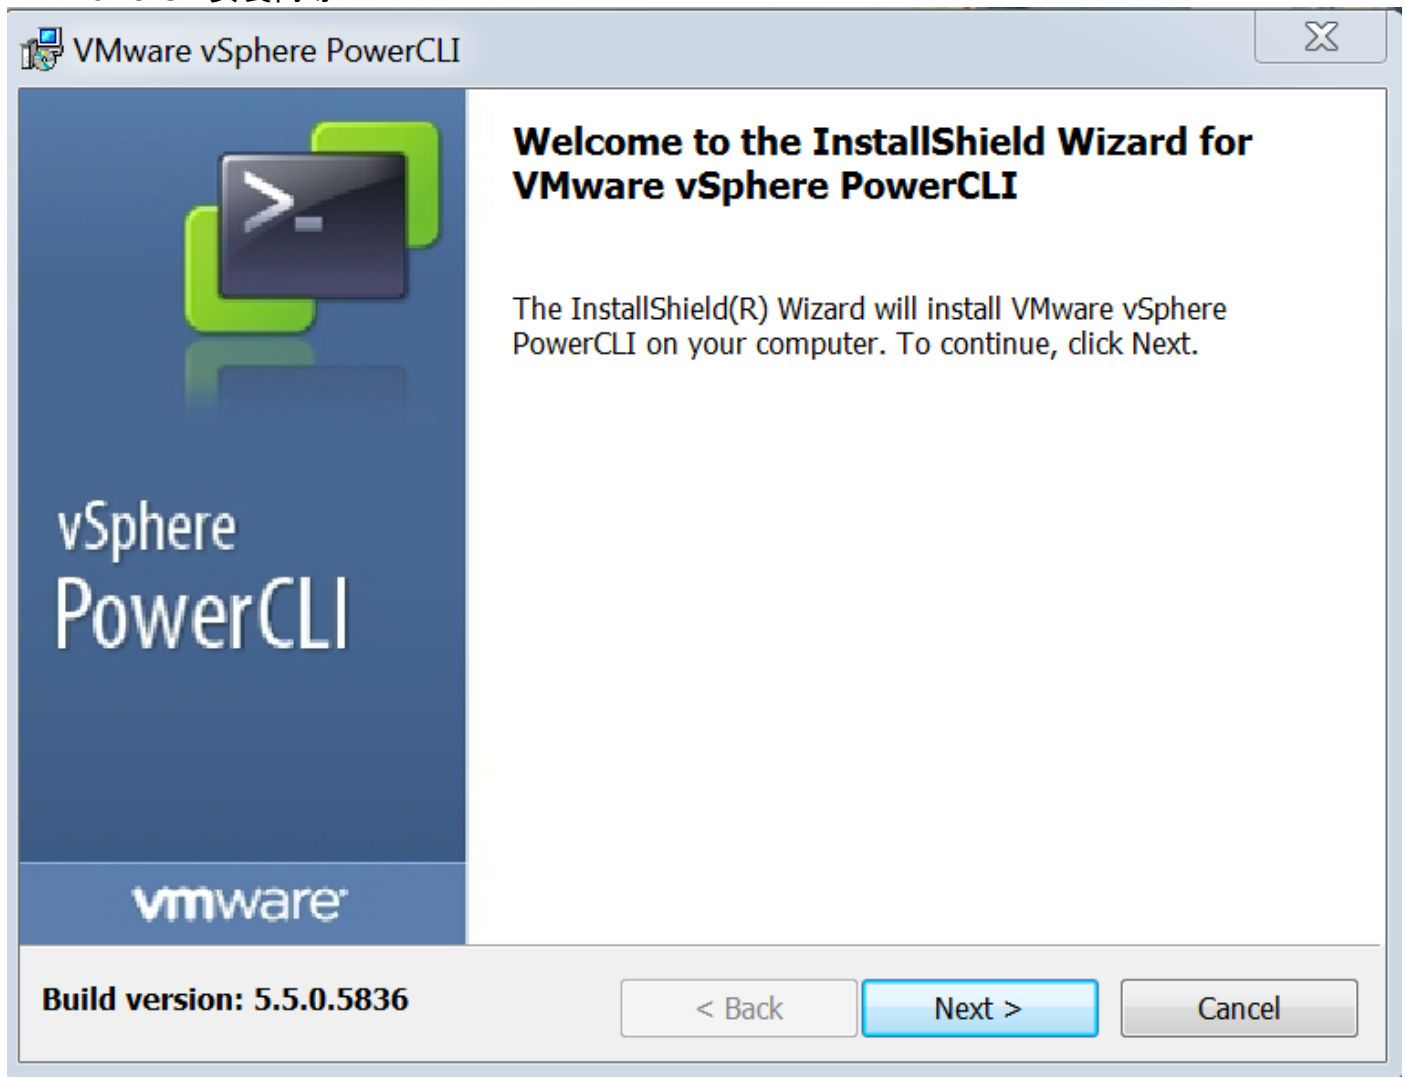 VMware vSphere PowerCLI
Welcome to the InstallShield Wizard for
VMware vSphere PowerCLI
The InstallShield(R) Wizard will install VMware vSphere
PowerCLI on your computer. To continue, click Next.
>_
vSphere
PowerCLI
vmware
Build version: 5.5.0.5836
< Back
Next >
Cancel